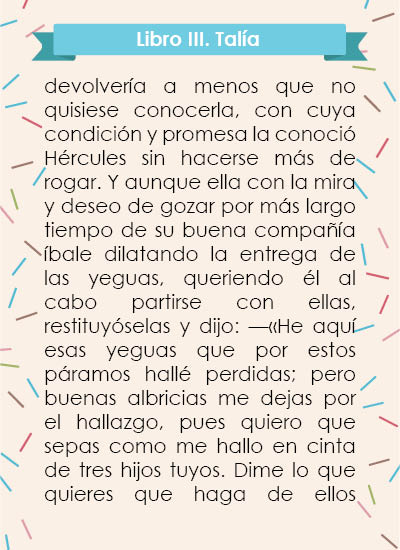 Libro III. Talía
devolvería a menos que no
quisiese conocerla, con cuya
condición y promesa la conoció
Hércules sin hacerse más de
rogar. Y aunque ella con la mira
y deseo de gozar por más largo
tiempo de su buena compañía
íbale dilatando la entrega de
las yeguas, queriendo él al
cabo partirse con ellas,
restituyóselas y dijo: —«He aquí
esas yeguas que por estos
páramos hallé perdidas; pero
buenas albricias me dejas por
el hallazgo, pues quiero que
sepas como me hallo en cinta
de tres hijos tuyos. Dime lo que
quieres que haga de ellos